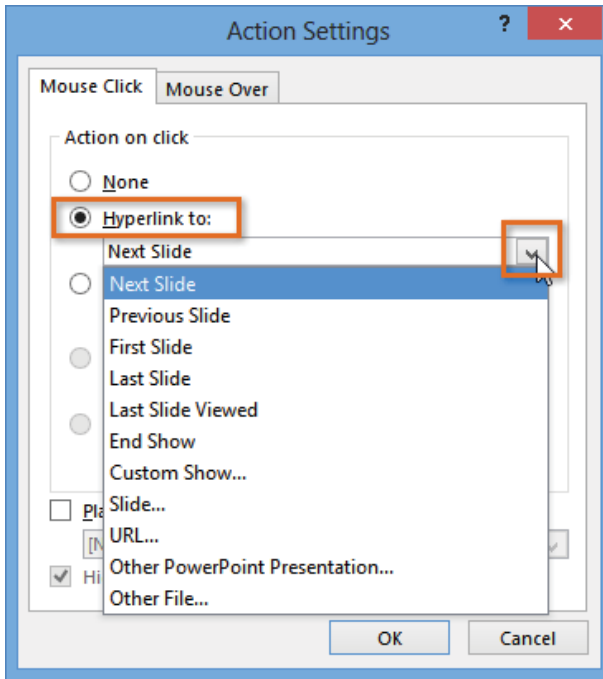 Action Settings ?
Mouse Click Mouse Over
Action on click
None
Hyperlink to:
Next Slide
Next Slide
Previous Slide
First Slide
Last Slide
Last Slide Viewed
End Show
Custom Show...
Slide...
URL...
Other PowerPoint Presentation...
Other File...
OK Cancel